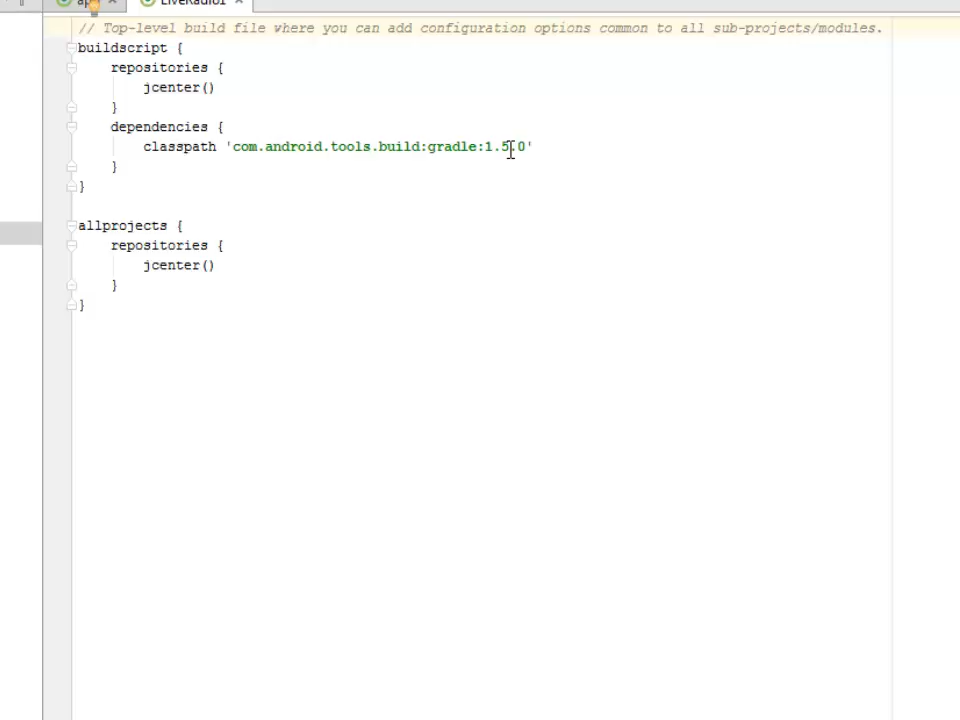 LiveRadio1
// Top-level build file where you can add configuration options common to all sub-projects/modules.
buildscript {
repositories {
jcenter()
}
dependencies {
classpath 'com.android.tools.build:gradle:1.5.0'
}
}
allprojects {
repositories {
jcenter()
}
}